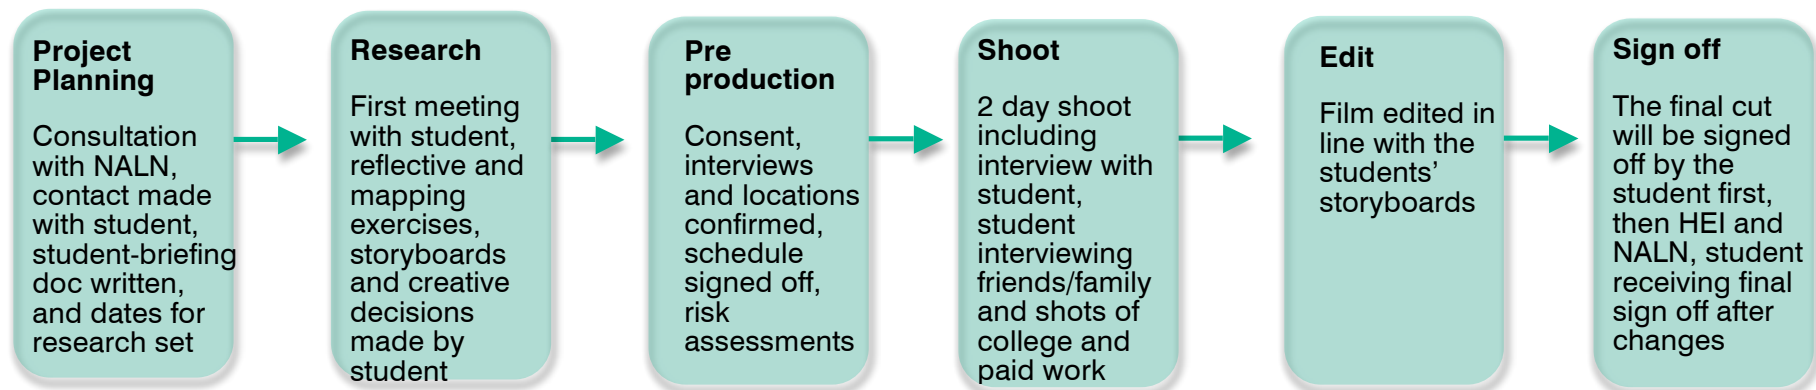 Project
Planning
Consultation
with NALN,
contact made
with student,
student-briefing
doc written,
and dates for
research set
Research
First meeting
with student,
reflective and
mapping
exercises,
storyboards
and creative
decisions
made by
student
Pre
production
Consent,
interviews
and locations
confirmed,
schedule
signed off,
risk
assessments
Shoot
2 day shoot
including
interview with
student,
student
interviewing
friends/family
and shots of
college and
paid work
Edit
Film edited in
line with the
students’
storyboards
Sign off
The final cut
will be signed
off by the
student first,
then HEI and
NALN, student
receiving final
sign off after
changes